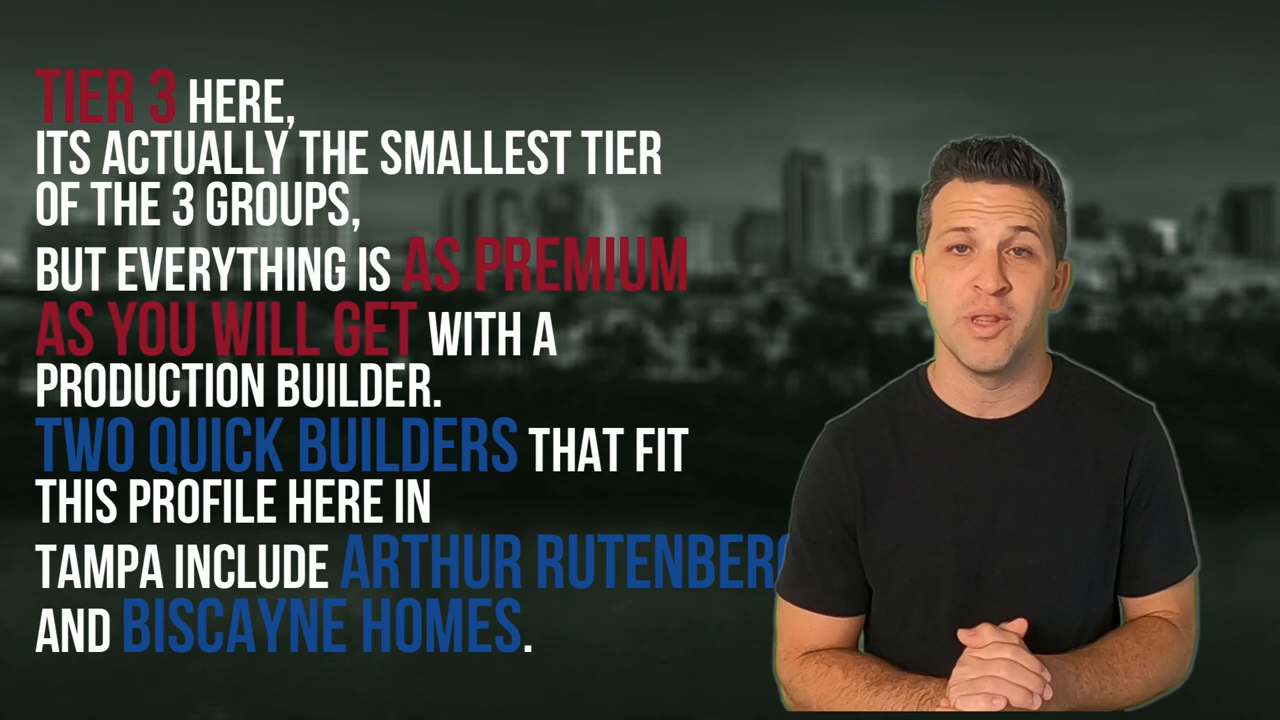 TIER 3 HERE,
ITS ACTUALLY THE SMALLEST TIER
OF THE 3 GROUPS,
BUT EVERYTHING IS AS PREMIUM
AS YOU WILL GET WITH A
PRODUCTION BUILDER.
TWO QUICK BUILDERS THAT FIT
THIS PROFILE HERE IN
TAMPA INCLUDE ARTHUR RUTENBERG
AND BISCAYNE HOMES.